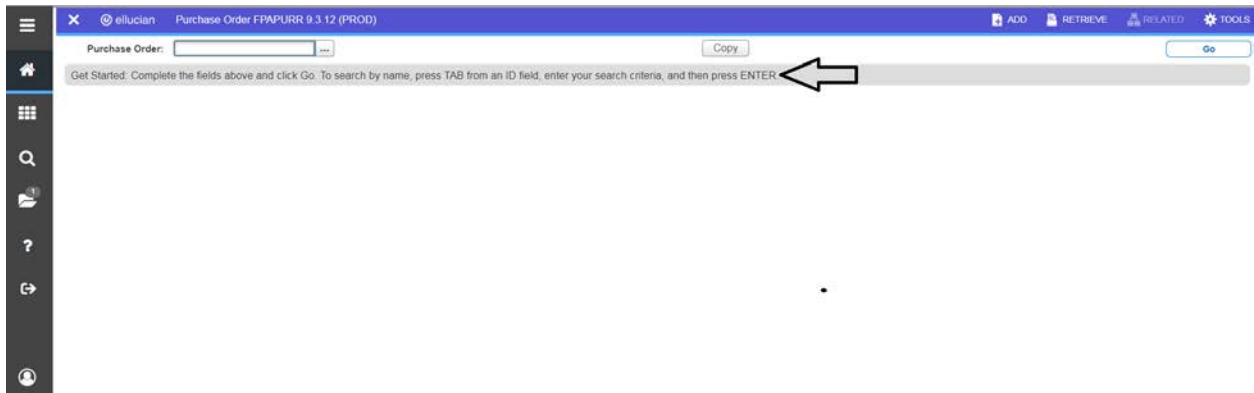 ellucian Purchase Order FPAPURR 9.3.12 (PROD) ADD RETRIEVE RELATED TOOLS
Purchase Order: ... Copy Go
Get Started: Complete the fields above and click Go. To search by name, press TAB from an ID field, enter your search criteria, and then press ENTER.
1
?